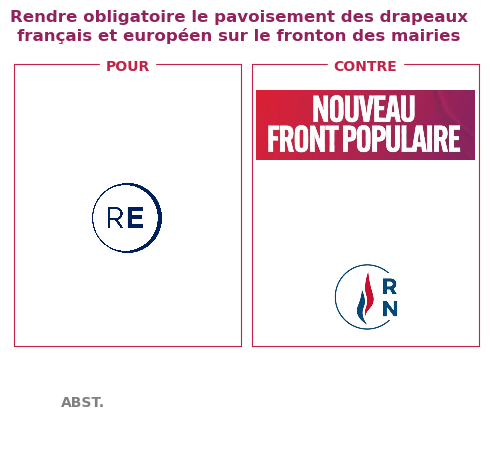 Rendre obligatoire le pavoisement des drapeaux
français et européen sur le fronton des mairies
POUR
CONTRE
NOUVEAU
FRONT POPULAIRE
RE
R
N
ABST.